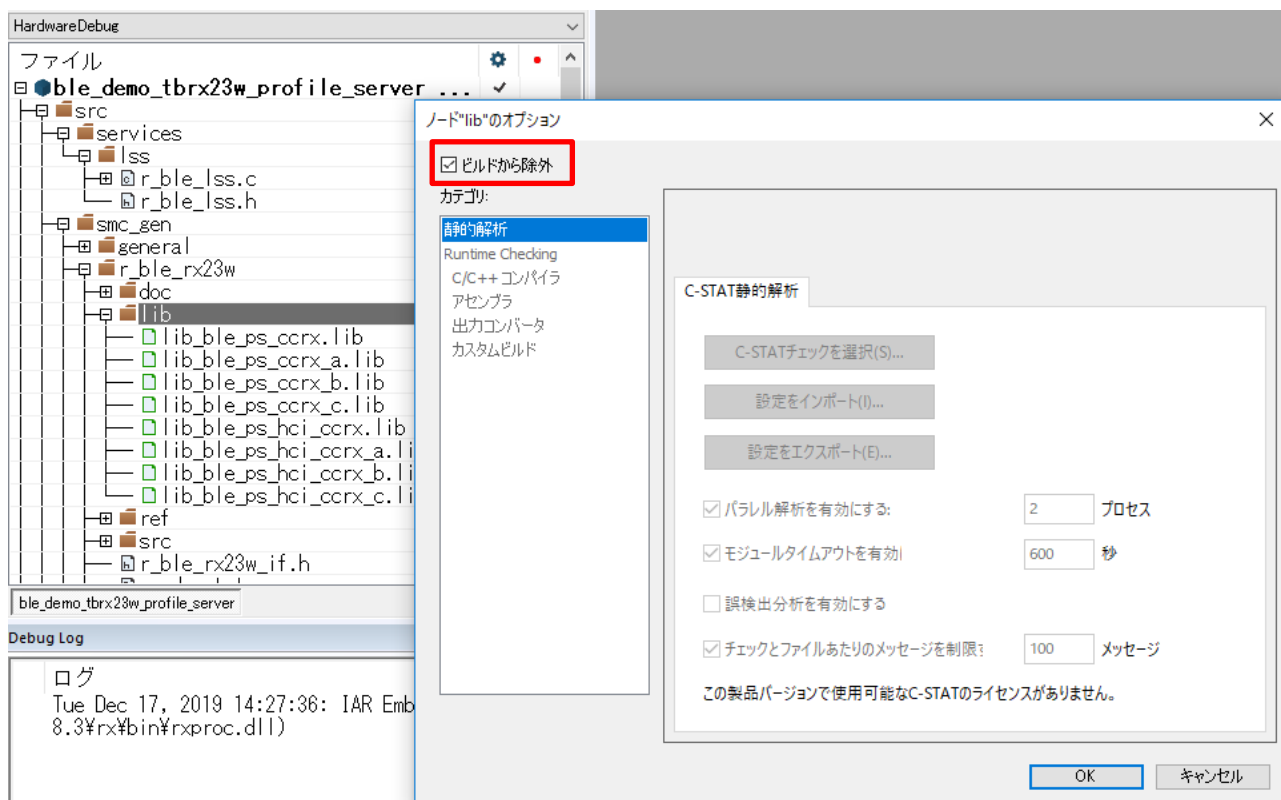 HardwareDebug
ファイル
ble_demo_tbrx23w_profile_server ...
src
services
lss
r_ble_lss.c
r_ble_lss.h
smc_gen
general
r_ble_rx23w
doc
lib
lib_ble_ps_ccrx.lib
lib_ble_ps_ccrx_a.lib
lib_ble_ps_ccrx_b.lib
lib_ble_ps_ccrx_c.lib
lib_ble_ps_hci_ccrx.lib
lib_ble_ps_hci_ccrx_a.li
lib_ble_ps_hci_ccrx_b.li
lib_ble_ps_hci_ccrx_c.li
ref
src
r_ble_rx23w_if.h
ble_demo_tbrx23w_profile_server
Debug Log
ログ
Tue Dec 17, 2019 14:27:36: IAR Emb
8.3¥rx¥bin¥rxproc.dll)
ノード"lib"のオプション
ビルドから除外
カテゴリ:
静的解析
Runtime Checking
C/C++ コンパイラ
アセンブラ
出力コンバータ
カスタムビルド
C-STAT静的解析
C-STATチェックを選択(S)...
設定をインポート(I)...
設定をエクスポート(E)...
パラレル解析を有効にする: 2 プロセス
モジュールタイムアウトを有効 600 秒
誤検出分析を有効にする
チェックとファイルあたりのメッセージを制限す 100 メッセージ
この製品バージョンで使用可能なC-STATのライセンスがありません。
OK キャンセル